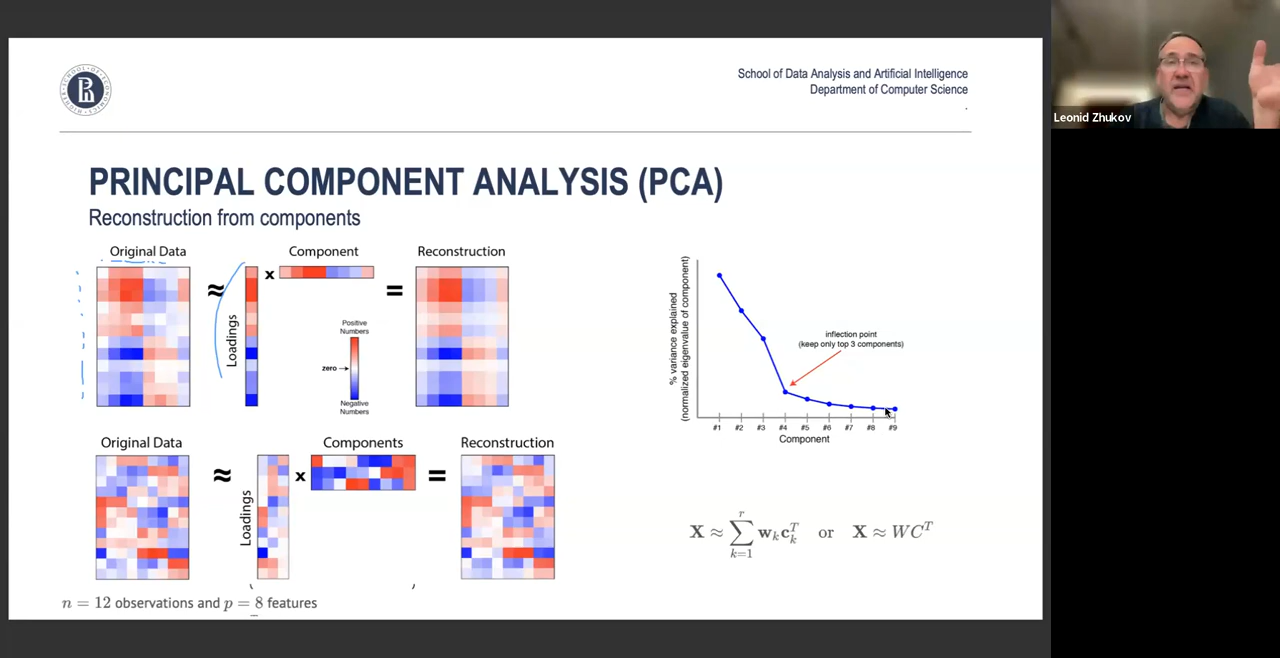 School of Data Analysis and Artificial Intelligence
Department of Computer Science
.
Leonid Zhukov
PRINCIPAL COMPONENT ANALYSIS (PCA)
Reconstruction from components
Original Data
≈
Loadings
x
Component
=
Reconstruction
Positive
Numbers
zero
Negative
Numbers
Original Data
≈
Loadings
x
Components
=
Reconstruction
n = 12 observations and p = 8 features
% variance explained
(normalized eigenvalue of component)
inflection point
(keep only top 3 components)
#1 #2 #3 #4 #5 #6 #7 #8 #9
Component
X ≈ ∑_{k=1}^{r} w_k c_k^T or X ≈ WC^T